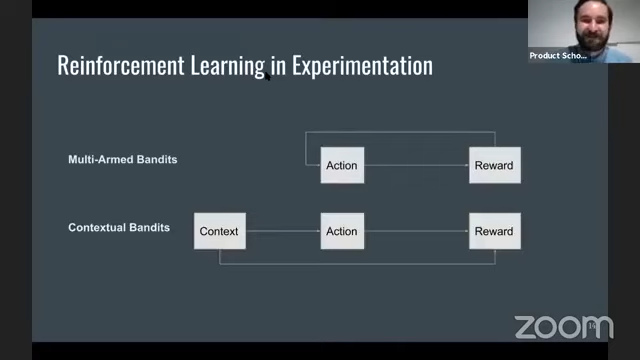 Product Scho...
Reinforcement Learning in Experimentation
Multi-Armed Bandits
Action
Reward
Contextual Bandits
Context
Action
Reward
zoom